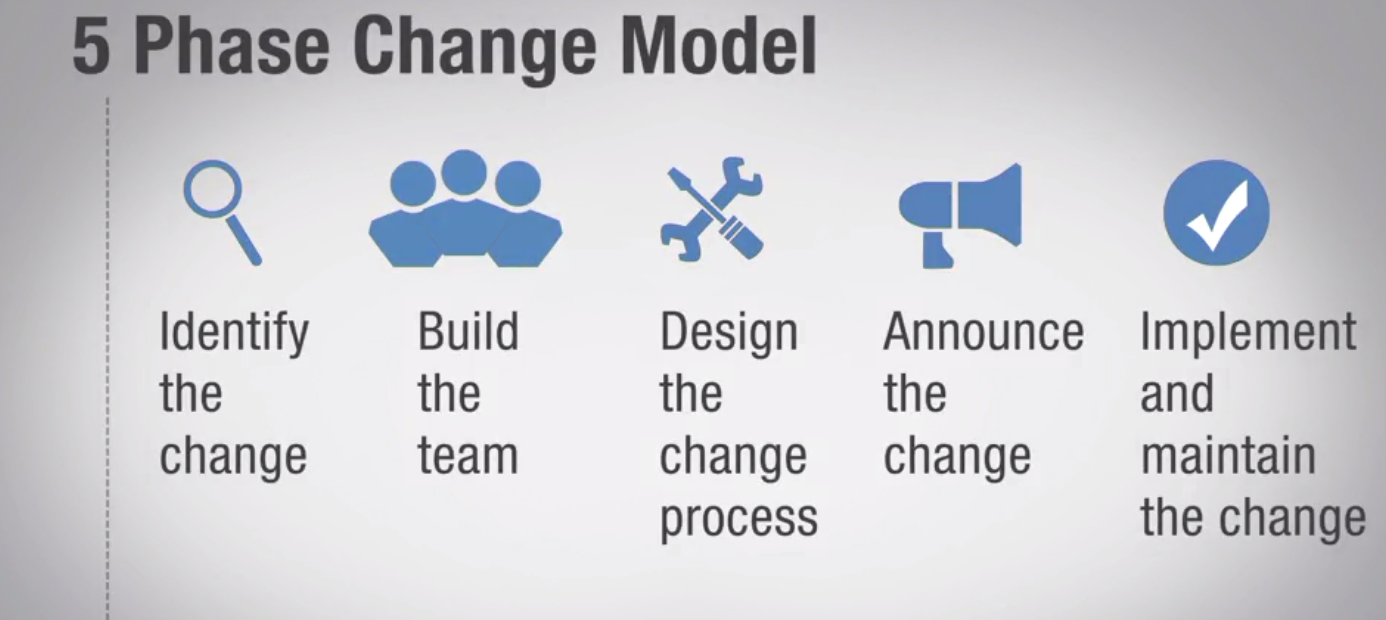 5 Phase Change Model
Identify
the
change
Build
the
team
Design
the
change
process
Announce
the
change
Implement
and
maintain
the change